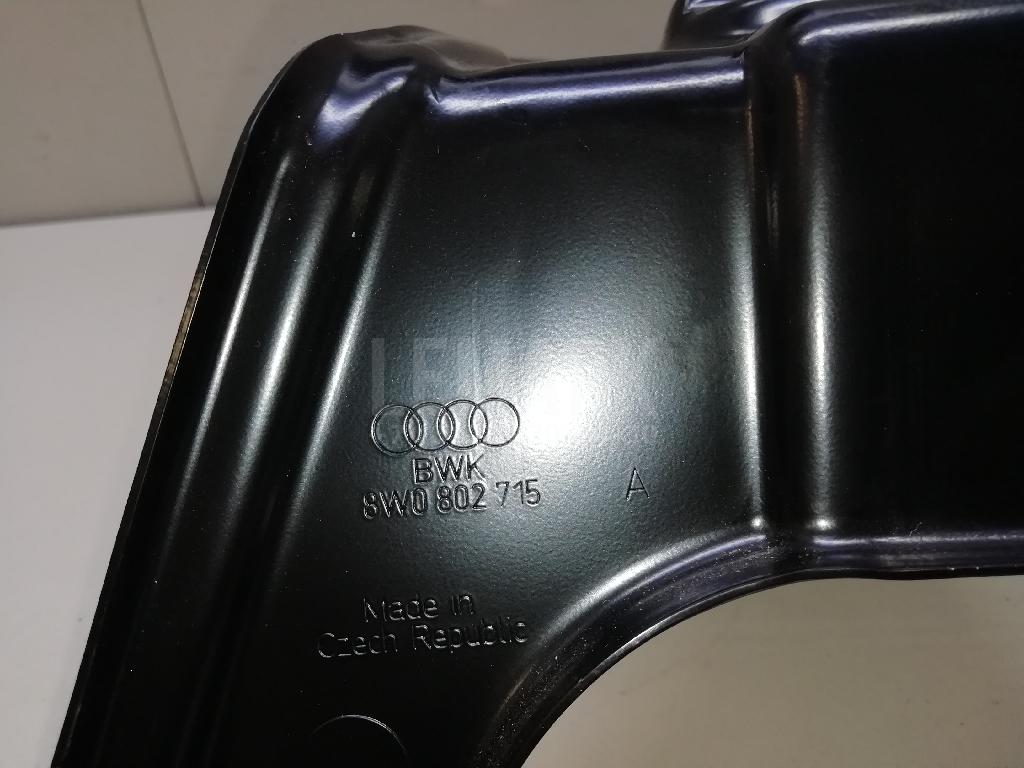 BWK
8W0 802 715
A
Made in
Czech Republic